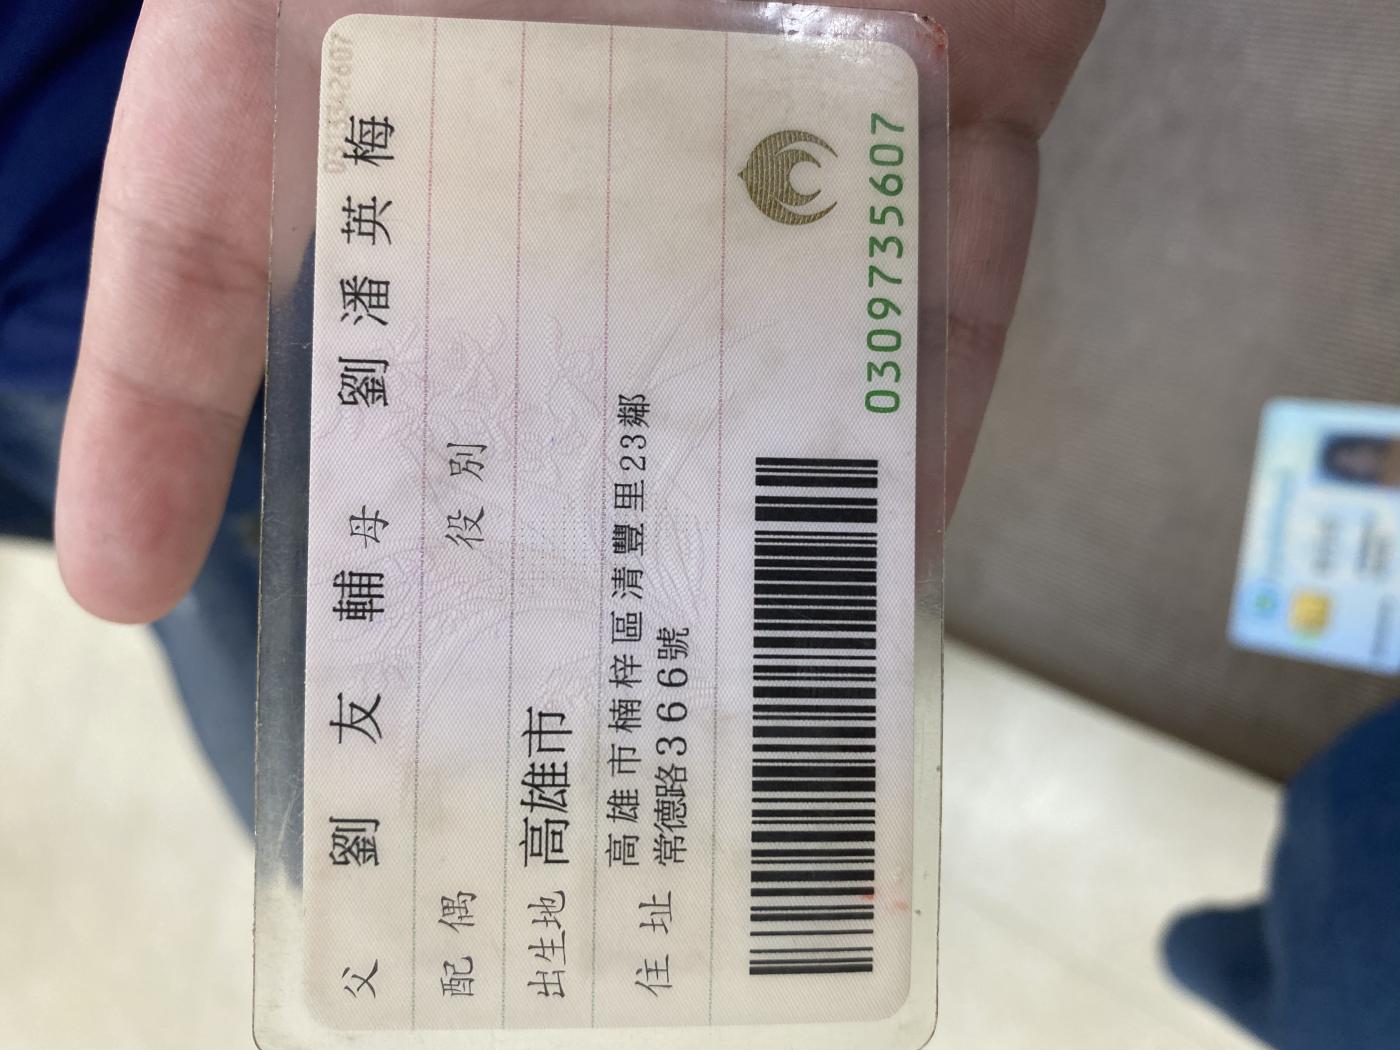 父 劉友輔 母 劉潘英梅
配偶 役別
出生地 高雄市
住址 高雄市楠梓區清豐里23鄰
常德路366號
0309735607